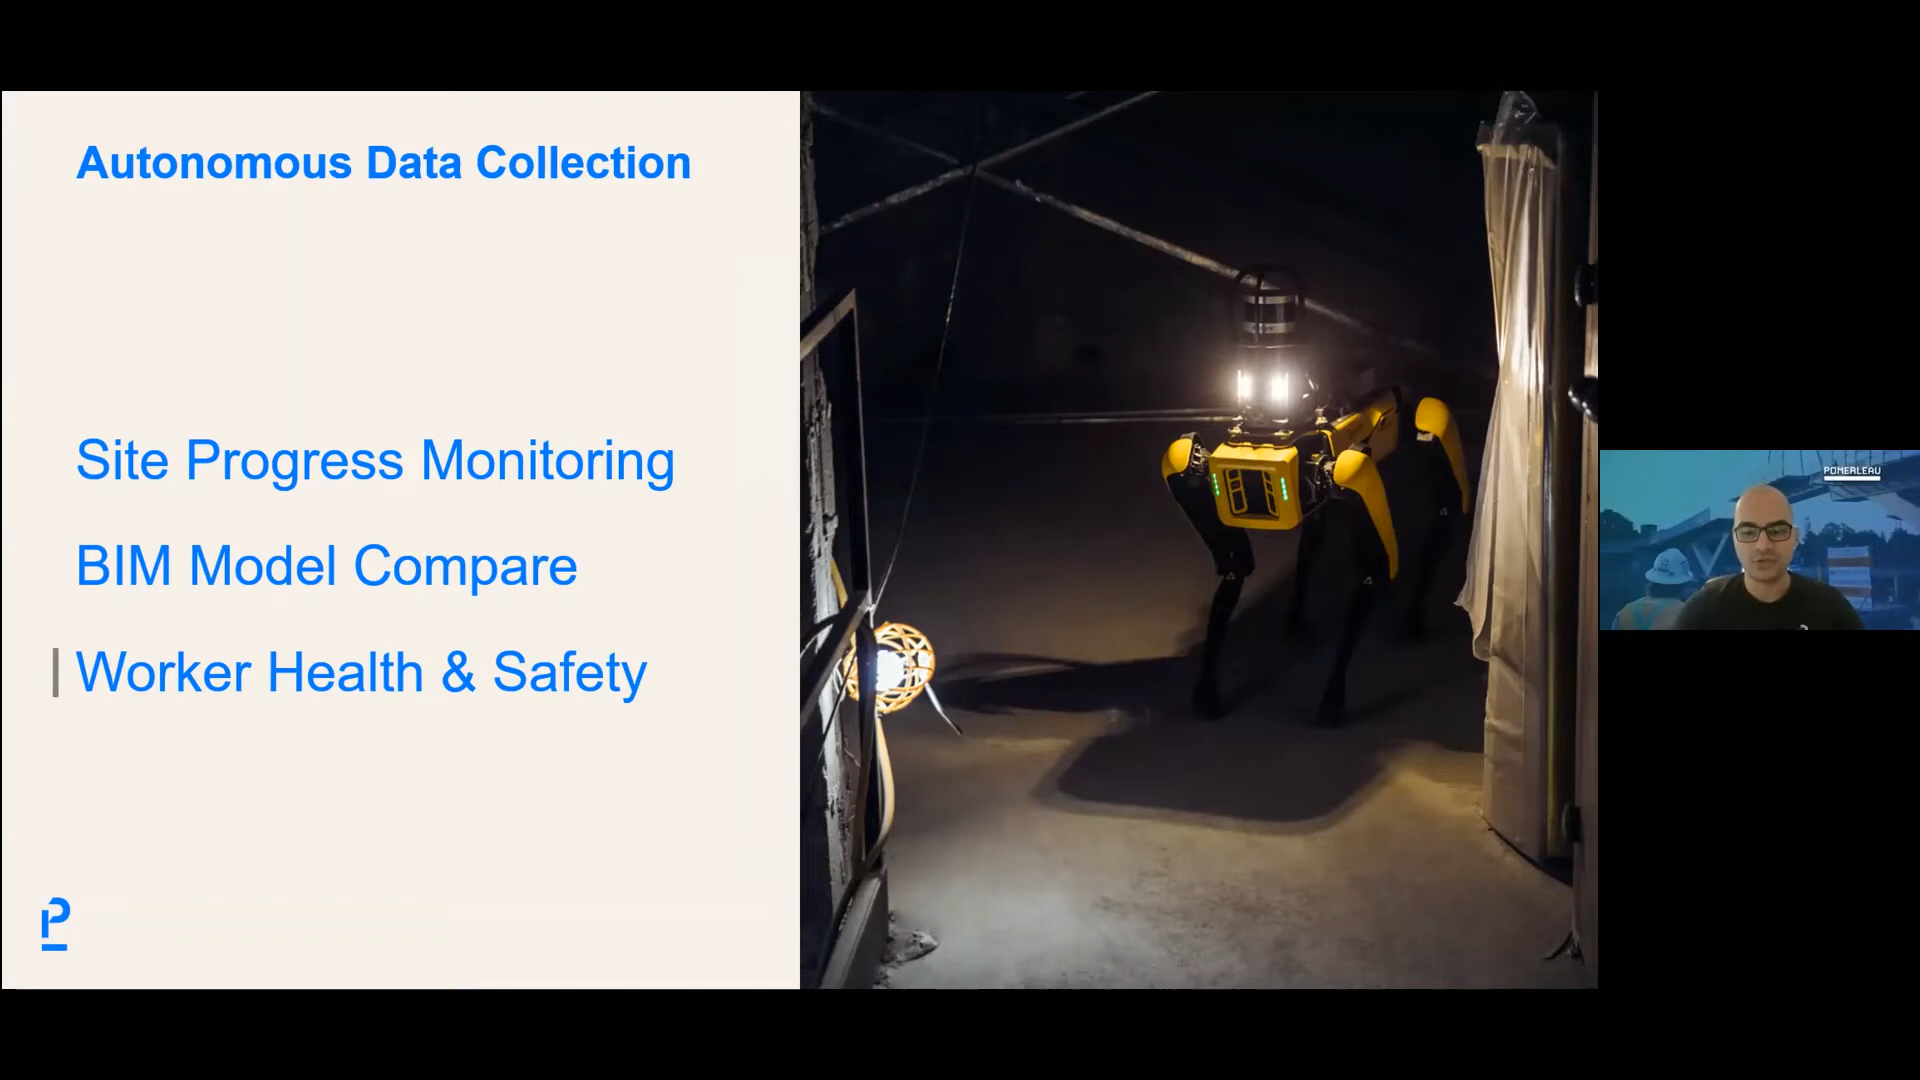 Autonomous Data Collection
Site Progress Monitoring
BIM Model Compare
Worker Health & Safety
P
POMERLEAU